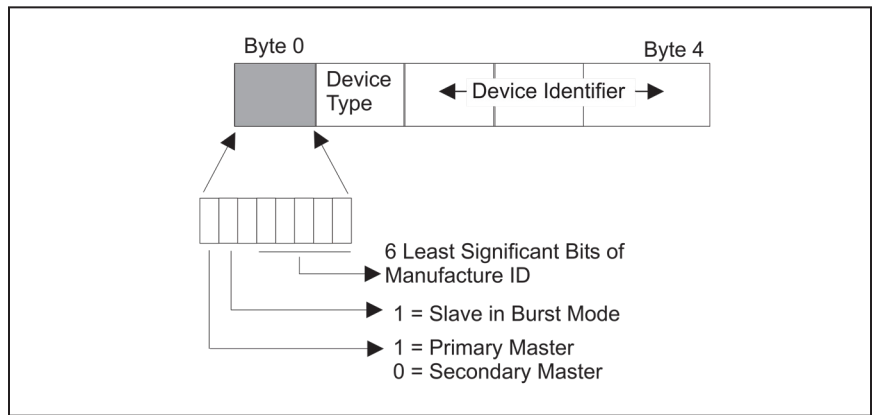 Byte 0
Byte 4
Device
Type
Device Identifier
6 Least Significant Bits of
Manufacture ID
1 = Slave in Burst Mode
1 = Primary Master
0 = Secondary Master